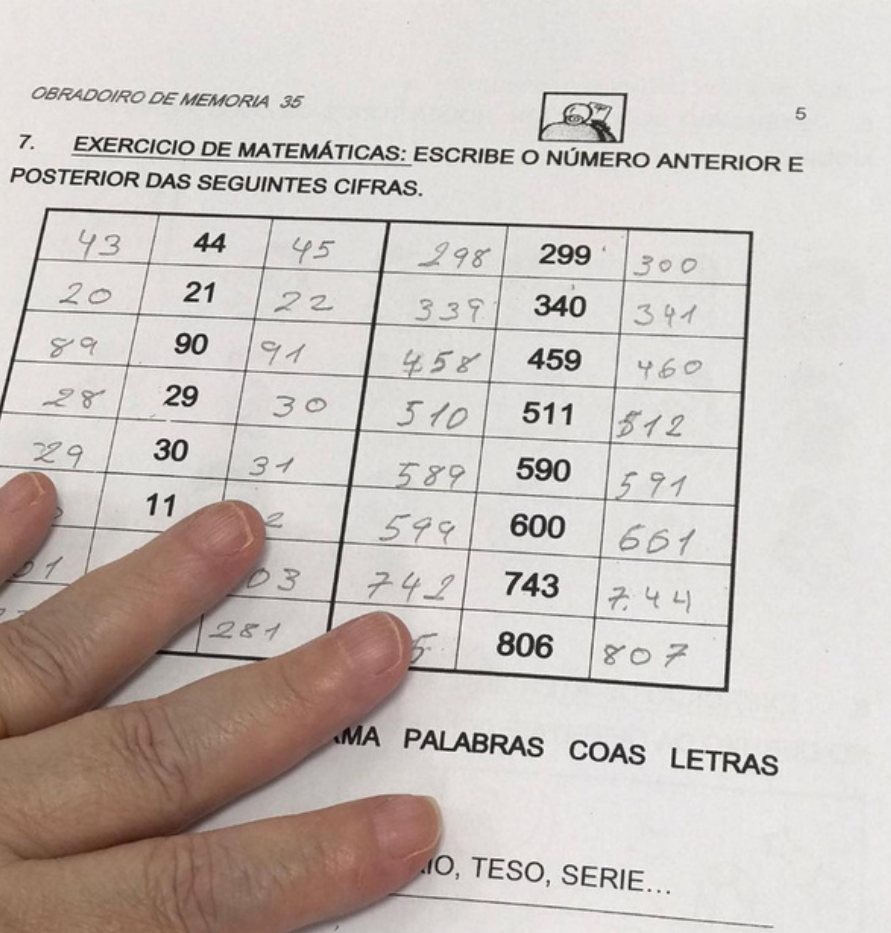 OBRADOIRO DE MEMORIA 35
5
7. EXERCICIO DE MATEMÁTICAS: ESCRIBE O NÚMERO ANTERIOR E
POSTERIOR DAS SEGUINTES CIFRAS.
43 44 45 298 299 300
20 21 22 339 340 341
89 90 91 458 459 460
28 29 30 510 511 512
29 30 31 589 590 591
11 2 599 600 601
742 743 744
281 806 807
PALABRAS COAS LETRAS
TESO, SERIE...